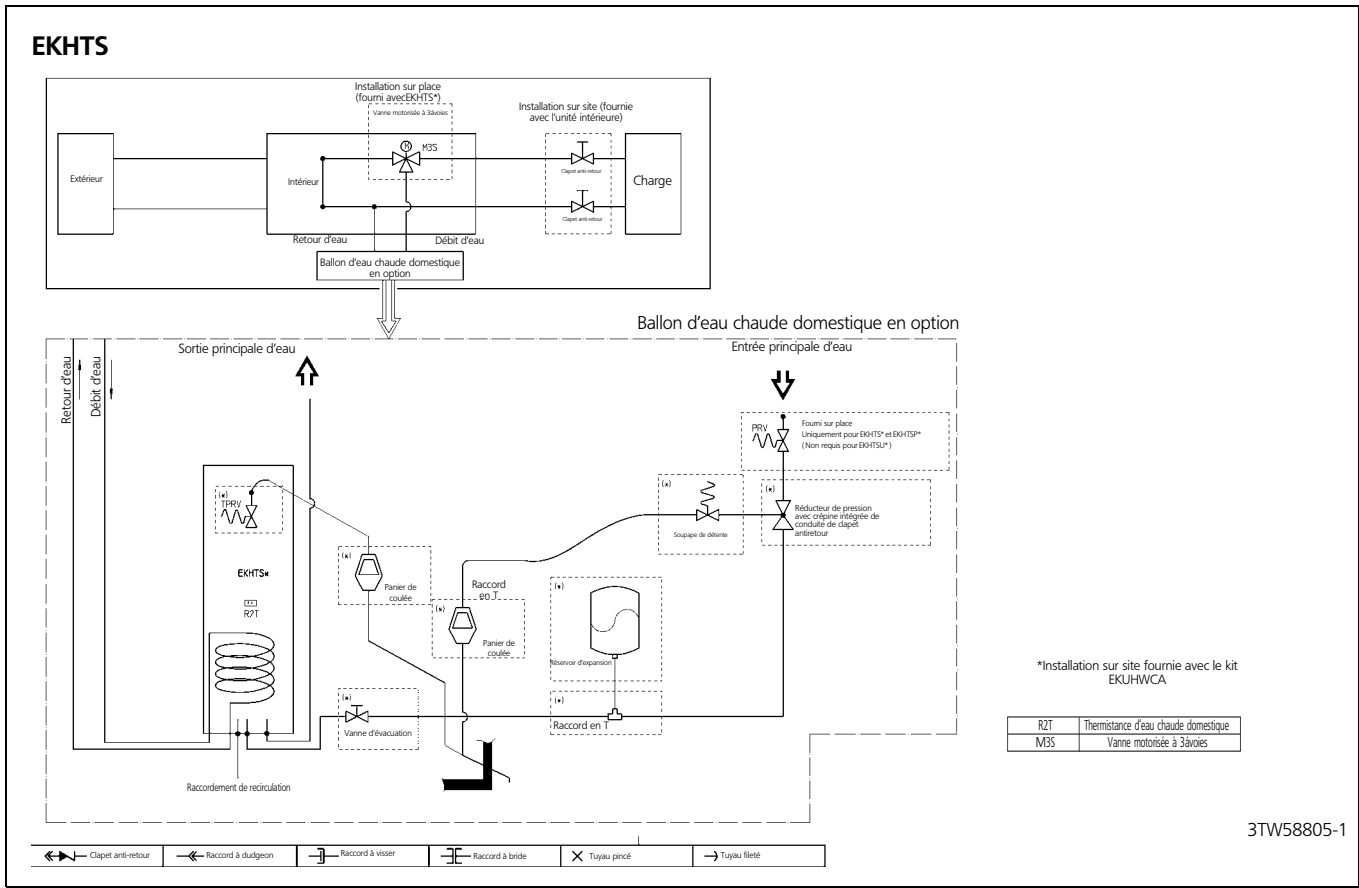 EKHTS
Installation sur place
(fourni avecEKHTS*)
Vanne motorisée à 3àvoies
Installation sur site (fournie
avec l'unité intérieure)
M
M3S
Extérieur
Intérieur
Clapet anti-retour
Charge
Clapet anti-retour
Retour d'eau
Débit d'eau
Ballon d'eau chaude domestique
en option
Ballon d'eau chaude domestique en option
Retour d'eau
Débit d'eau
Sortie principale d'eau
Entrée principale d'eau
PRV
Fourni sur place
Uniquement pour EKHTS* et EKHTSP*
(Non requis pour EKHTSU*)
(*)
TPRV
(*)
Soupape de détente
(*)
Réducteur de pression
avec crépine intégrée de
conduite de clapet
antiretour
EKHTS*
R2T
(*)
Panier de
coulée
Raccord
en T
(*)
Panier de
coulée
(*)
Réservoir d'expansion
(*)
Raccord en T
(*)
Vanne d'évacuation
Raccordement de recirculation
*Installation sur site fournie avec le kit
EKUHWCA
R2T Thermistance d'eau chaude domestique
M3S Vanne motorisée à 3àvoies
3TW58805-1
Clapet anti-retour
Raccord à dudgeon
Raccord à visser
Raccord à bride
Tuyau pincé
Tuyau fileté